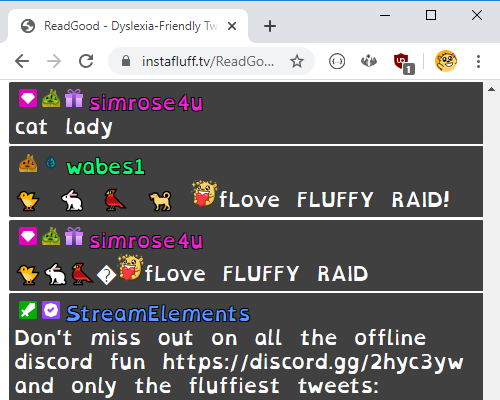 ReadGood - Dyslexia-Friendly Tw
instafluff.tv/ReadGo...
1
simrose4u
cat lady
wabes1
fLove FLUFFY RAID!
simrose4u
�fLove FLUFFY RAID
StreamElements
Don't miss out on all the offline
discord fun https://discord.gg/2hyc3yw
and only the fluffiest tweets: